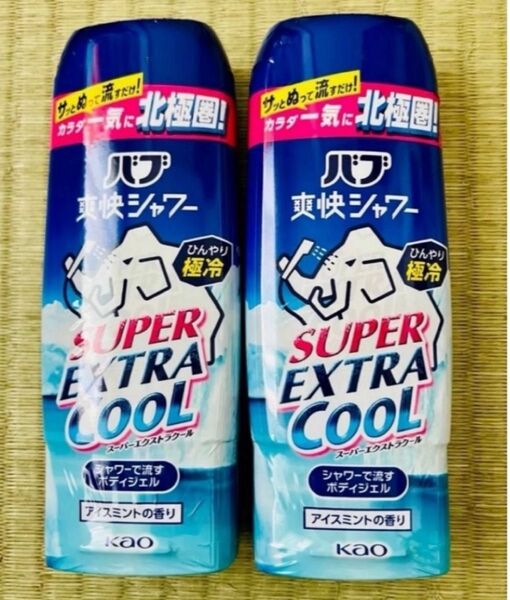 サッとぬって流すだけ!
カラダ一気に北極圏!
バブ
爽快シャワー
ひんやり
極冷
SUPER
EXTRA
COOL
スーパーエクストラクール
シャワーで流す
ボディジェル
アイスミントの香り
Kao
サッとぬって流すだけ!
カラダ一気に北極圏!
バブ
爽快シャワー
ひんやり
極冷
SUPER
EXTRA
COOL
スーパーエクストラクール
シャワーで流す
ボディジェル
アイスミントの香り
Kao